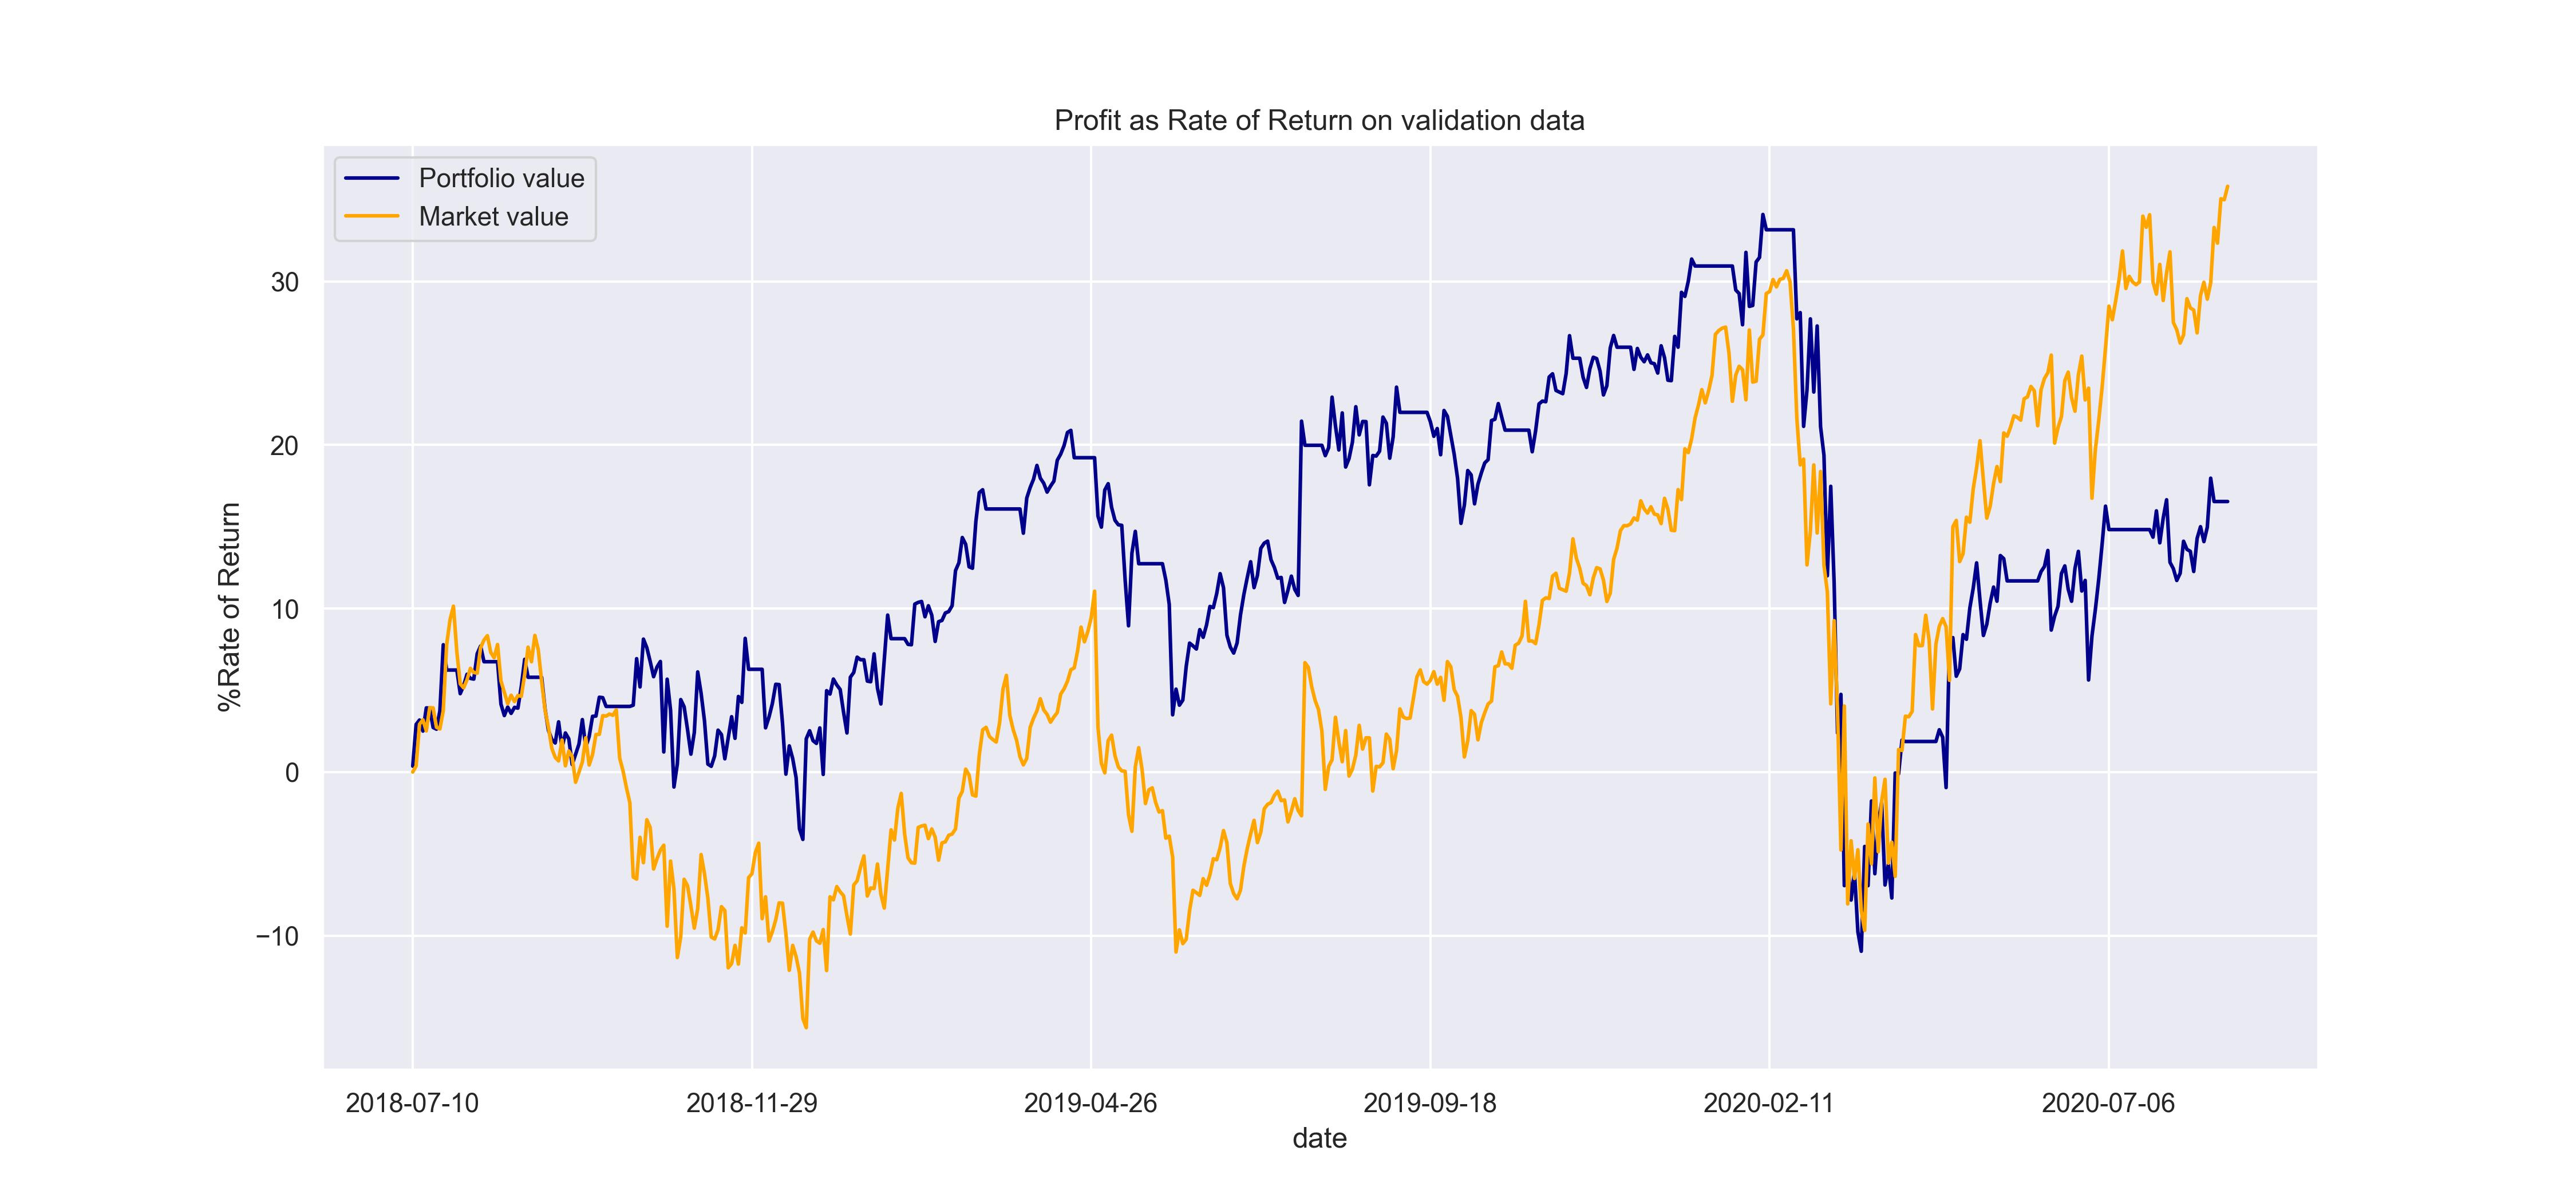 Profit as Rate of Return on validation data
Portfolio value
Market value
%Rate of Return
30
20
10
0
−10
2018-07-10
2018-11-29
2019-04-26
2019-09-18
2020-02-11
2020-07-06
date